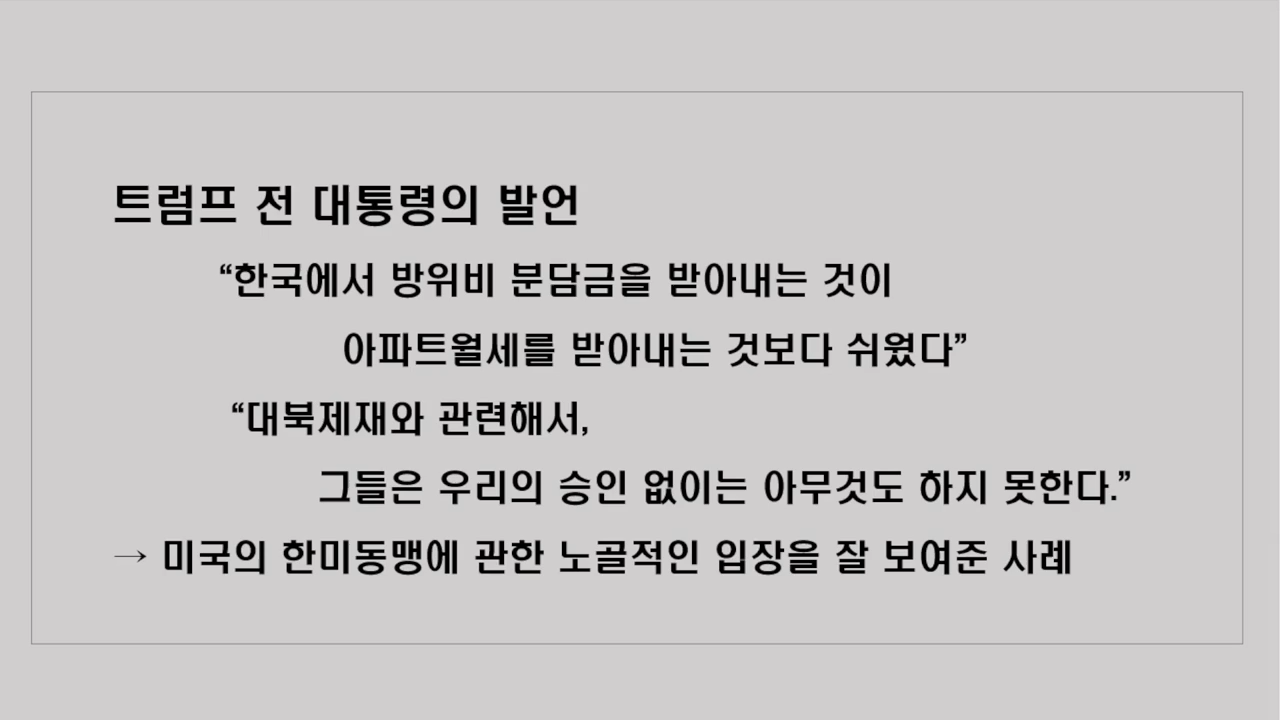 트럼프 전 대통령의 발언
“한국에서 방위비 분담금을 받아내는 것이
아파트월세를 받아내는 것보다 쉬웠다”
“대북제재와 관련해서,
그들은 우리의 승인 없이는 아무것도 하지 못한다.”
→ 미국의 한미동맹에 관한 노골적인 입장을 잘 보여준 사례